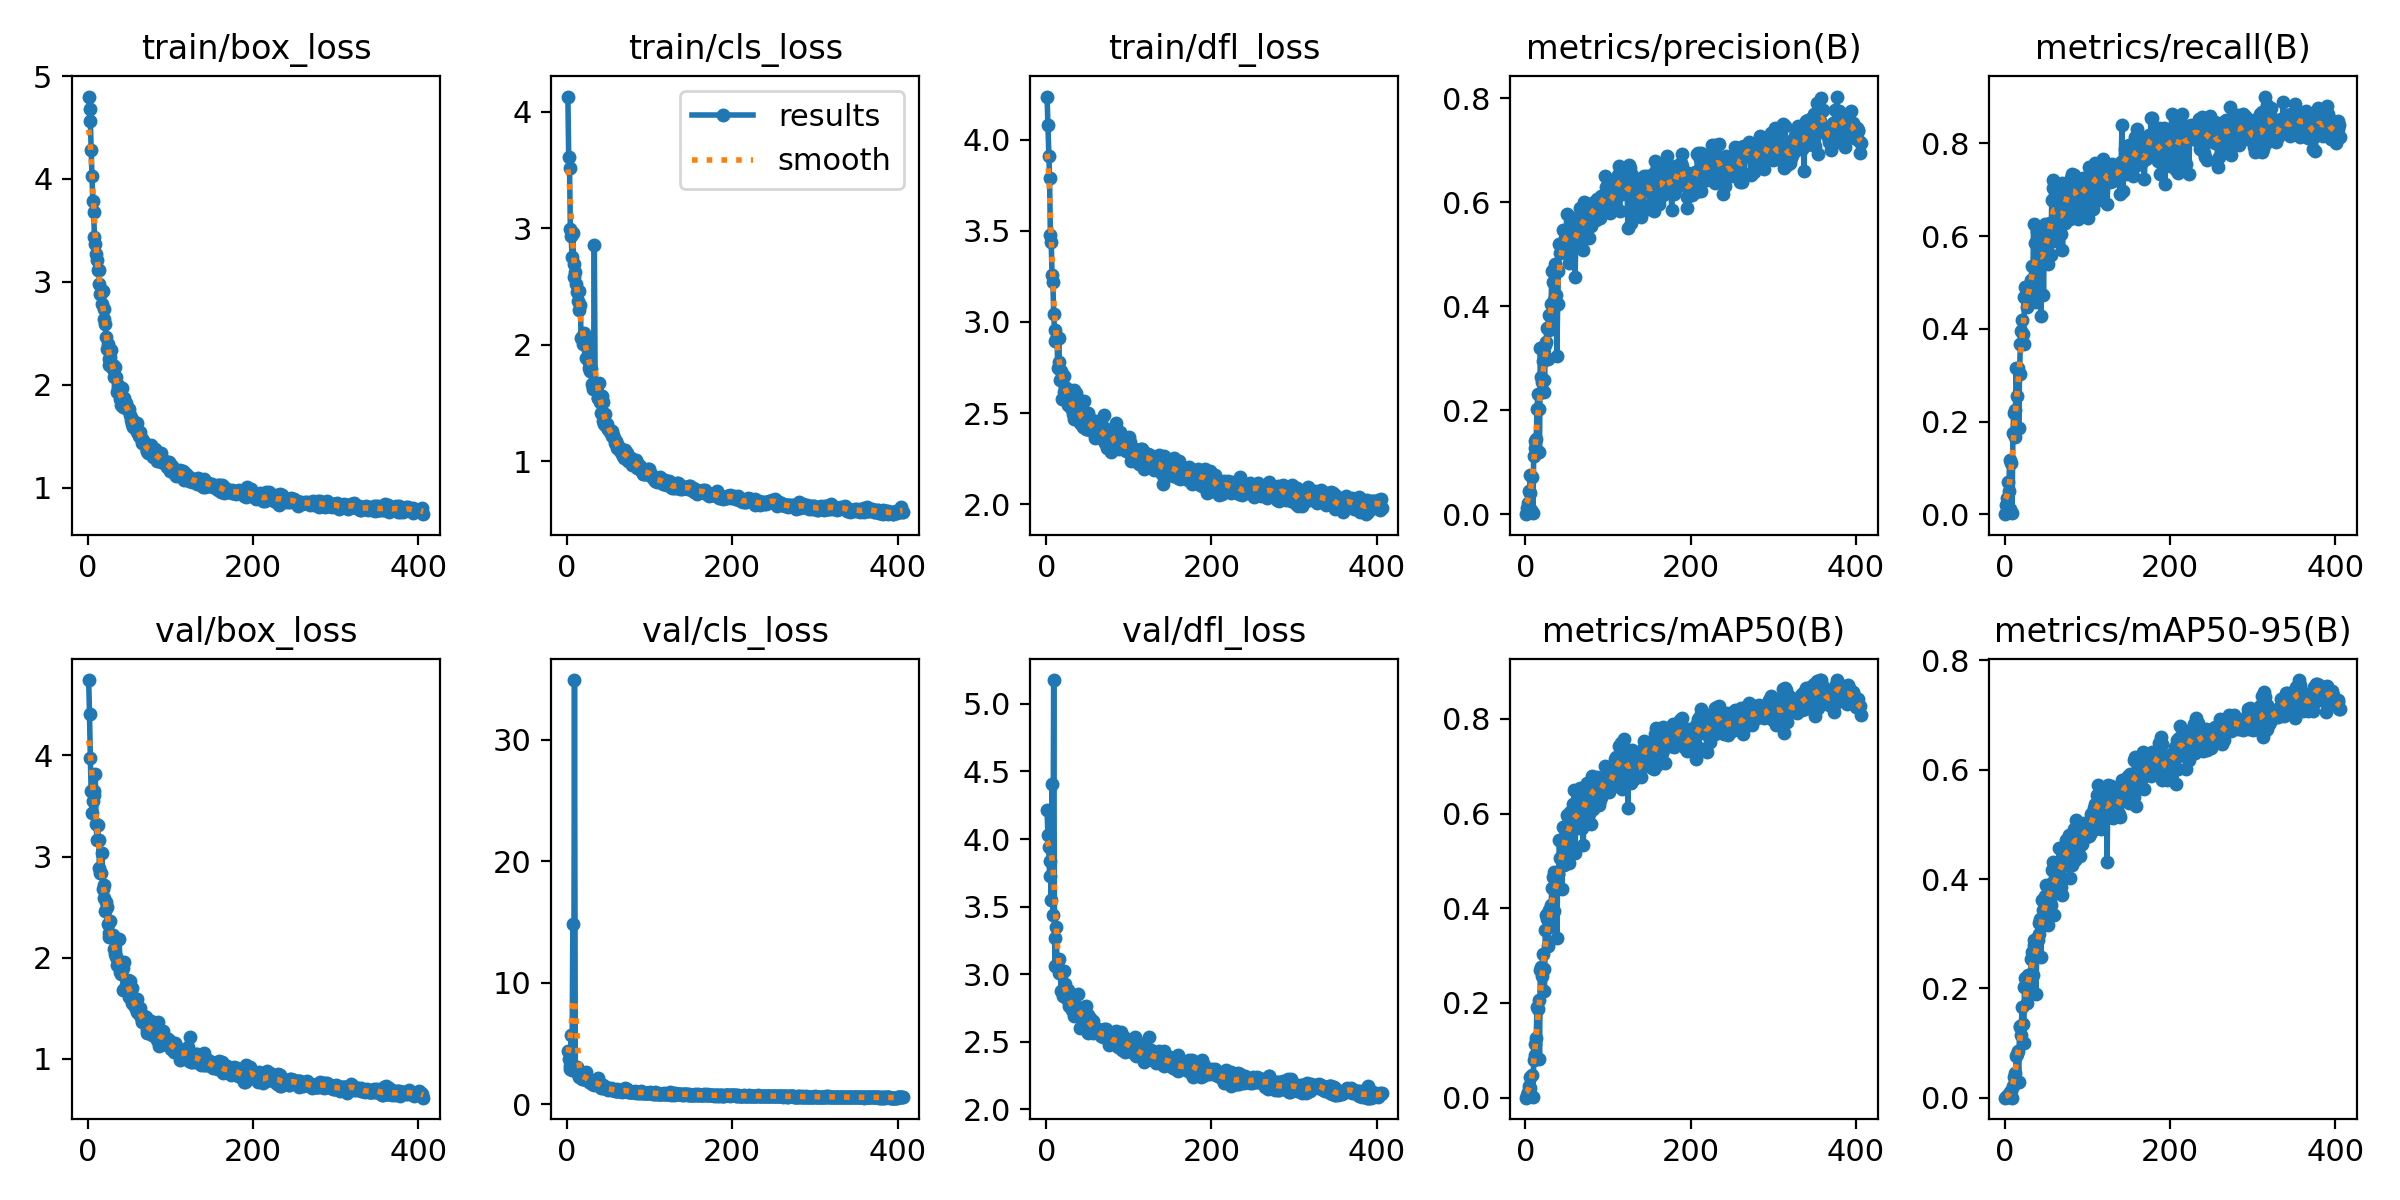 train/box_loss
5
4
3
2
1
0 200 400
train/cls_loss
results
smooth
4
3
2
1
0 200 400
train/dfl_loss
4.0
3.5
3.0
2.5
2.0
0 200 400
metrics/precision(B)
0.8
0.6
0.4
0.2
0.0
0 200 400
metrics/recall(B)
0.8
0.6
0.4
0.2
0.0
0 200 400
val/box_loss
4
3
2
1
0 200 400
val/cls_loss
30
20
10
0
0 200 400
val/dfl_loss
5.0
4.5
4.0
3.5
3.0
2.5
2.0
0 200 400
metrics/mAP50(B)
0.8
0.6
0.4
0.2
0.0
0 200 400
metrics/mAP50-95(B)
0.8
0.6
0.4
0.2
0.0
0 200 400